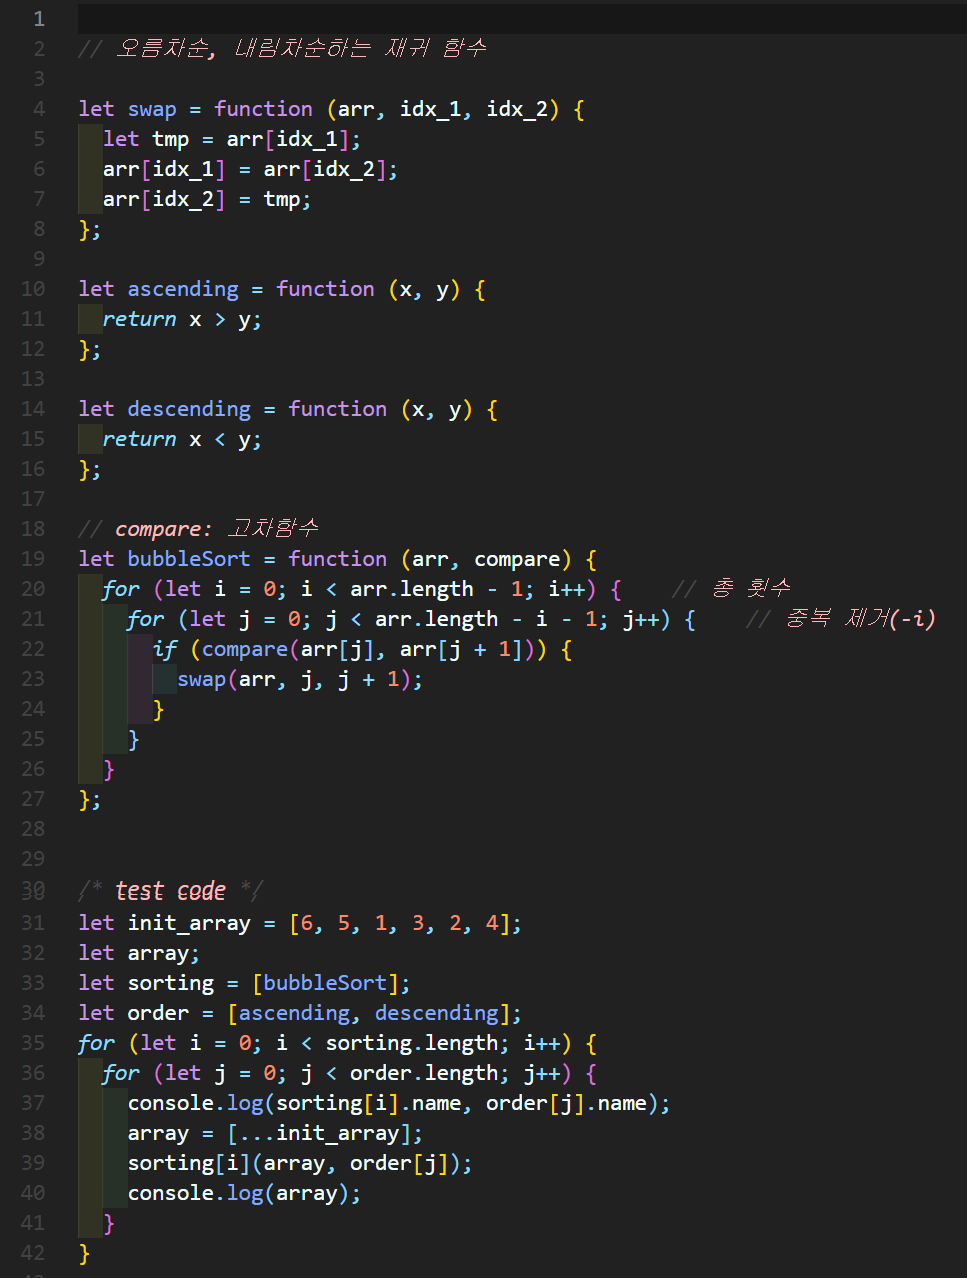 1
2 // 오름차순, 내림차순하는 재귀 함수
3
4 let swap = function (arr, idx_1, idx_2) {
5   let tmp = arr[idx_1];
6   arr[idx_1] = arr[idx_2];
7   arr[idx_2] = tmp;
8 };
9
10 let ascending = function (x, y) {
11   return x > y;
12 };
13
14 let descending = function (x, y) {
15   return x < y;
16 };
17
18 // compare: 고차함수
19 let bubbleSort = function (arr, compare) {
20   for (let i = 0; i < arr.length - 1; i++) {    // 총 횟수
21     for (let j = 0; j < arr.length - i - 1; j++) {    // 중복 제거(-i)
22       if (compare(arr[j], arr[j + 1])) {
23         swap(arr, j, j + 1);
24       }
25     }
26   }
27 };
28
29
30 /* test code */
31 let init_array = [6, 5, 1, 3, 2, 4];
32 let array;
33 let sorting = [bubbleSort];
34 let order = [ascending, descending];
35 for (let i = 0; i < sorting.length; i++) {
36   for (let j = 0; j < order.length; j++) {
37     console.log(sorting[i].name, order[j].name);
38     array = [...init_array];
39     sorting[i](array, order[j]);
40     console.log(array);
41   }
42 }